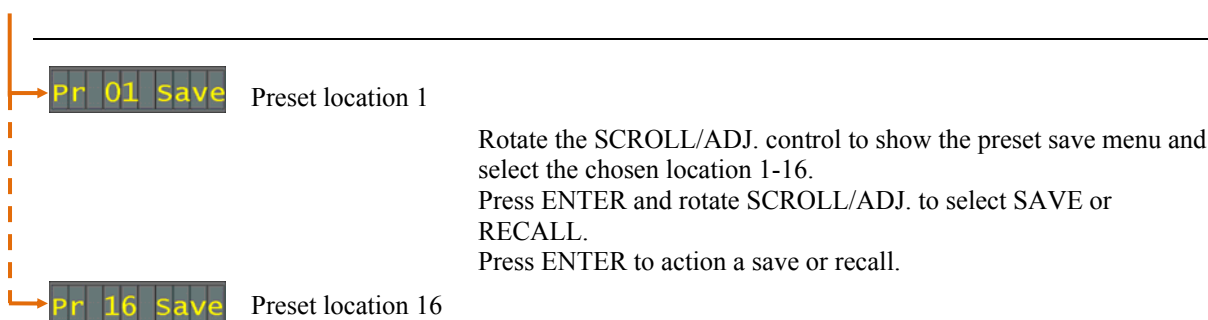 Pr 01 Save
Preset location 1
Rotate the SCROLL/ADJ. control to show the preset save menu and
select the chosen location 1-16.
Press ENTER and rotate SCROLL/ADJ. to select SAVE or
RECALL.
Press ENTER to action a save or recall.
Pr 16 Save
Preset location 16